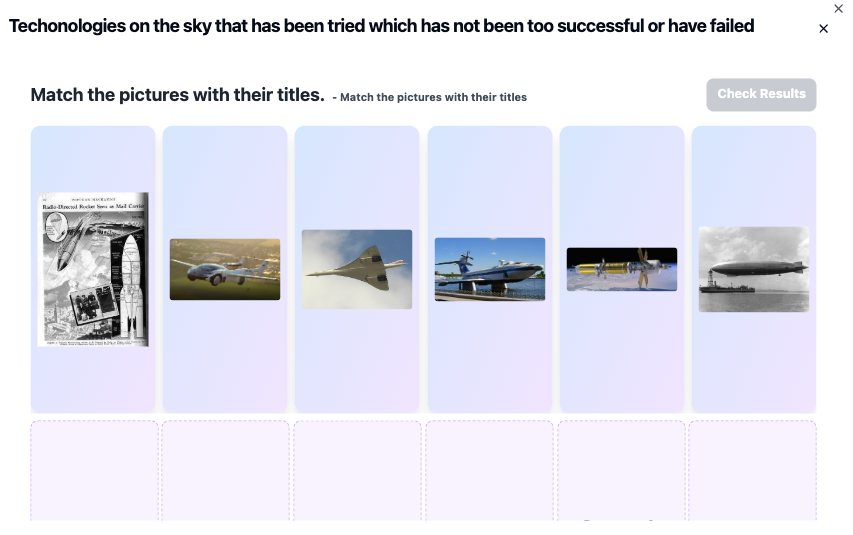 Techonologies on the sky that has been tried which has not been too successful or have failed
Match the pictures with their titles. - Match the pictures with their titles
Check Results
POPULAR MECHANICS
Radio-Directed Rocket Seen as Mail Carrier